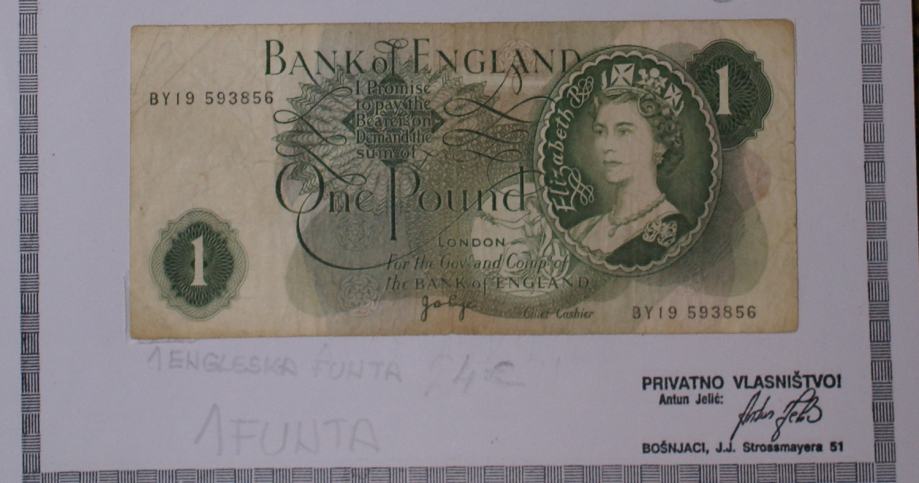 BANK of ENGLAND
1
BY19 593856
I Promise
to pay the
Bearer on
Demand the
sum of
Elizabeth R
One Pound
LONDON
For the Govr and Compa of
the BANK of ENGLAND
1
Chief Cashier
BY19 593856
1 ENGLESKA FUNTA
1 FUNTA
PRIVATNO VLASNIŠTVO!
Antun Jelić:
BOŠNJACI, J.J. Strossmayera 51